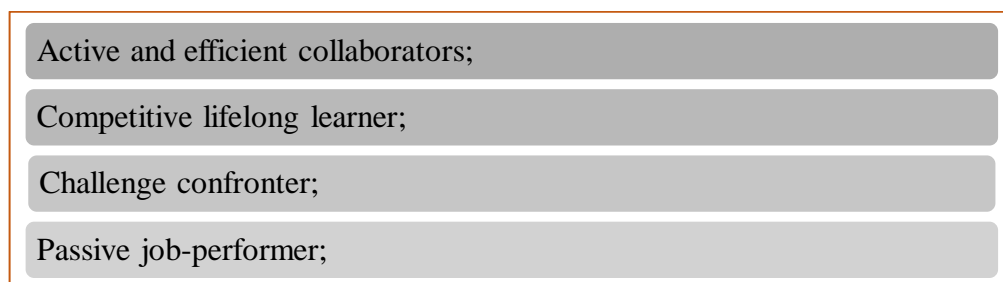 Active and efficient collaborators;
Competitive lifelong learner;
Challenge confronter;
Passive job-performer;